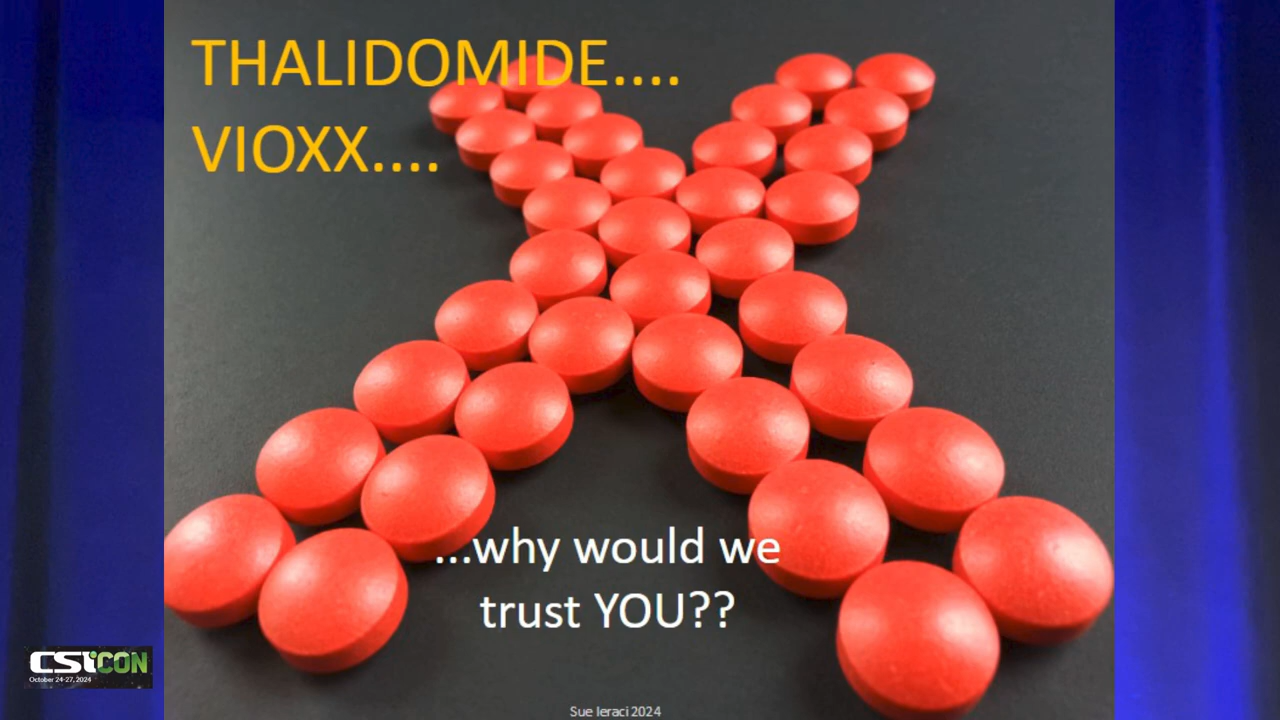 THALIDOMIDE....
VIOXX....
...why would we
trust YOU??
CSICON
October 24-27, 2024
Sue Ieraci 2024